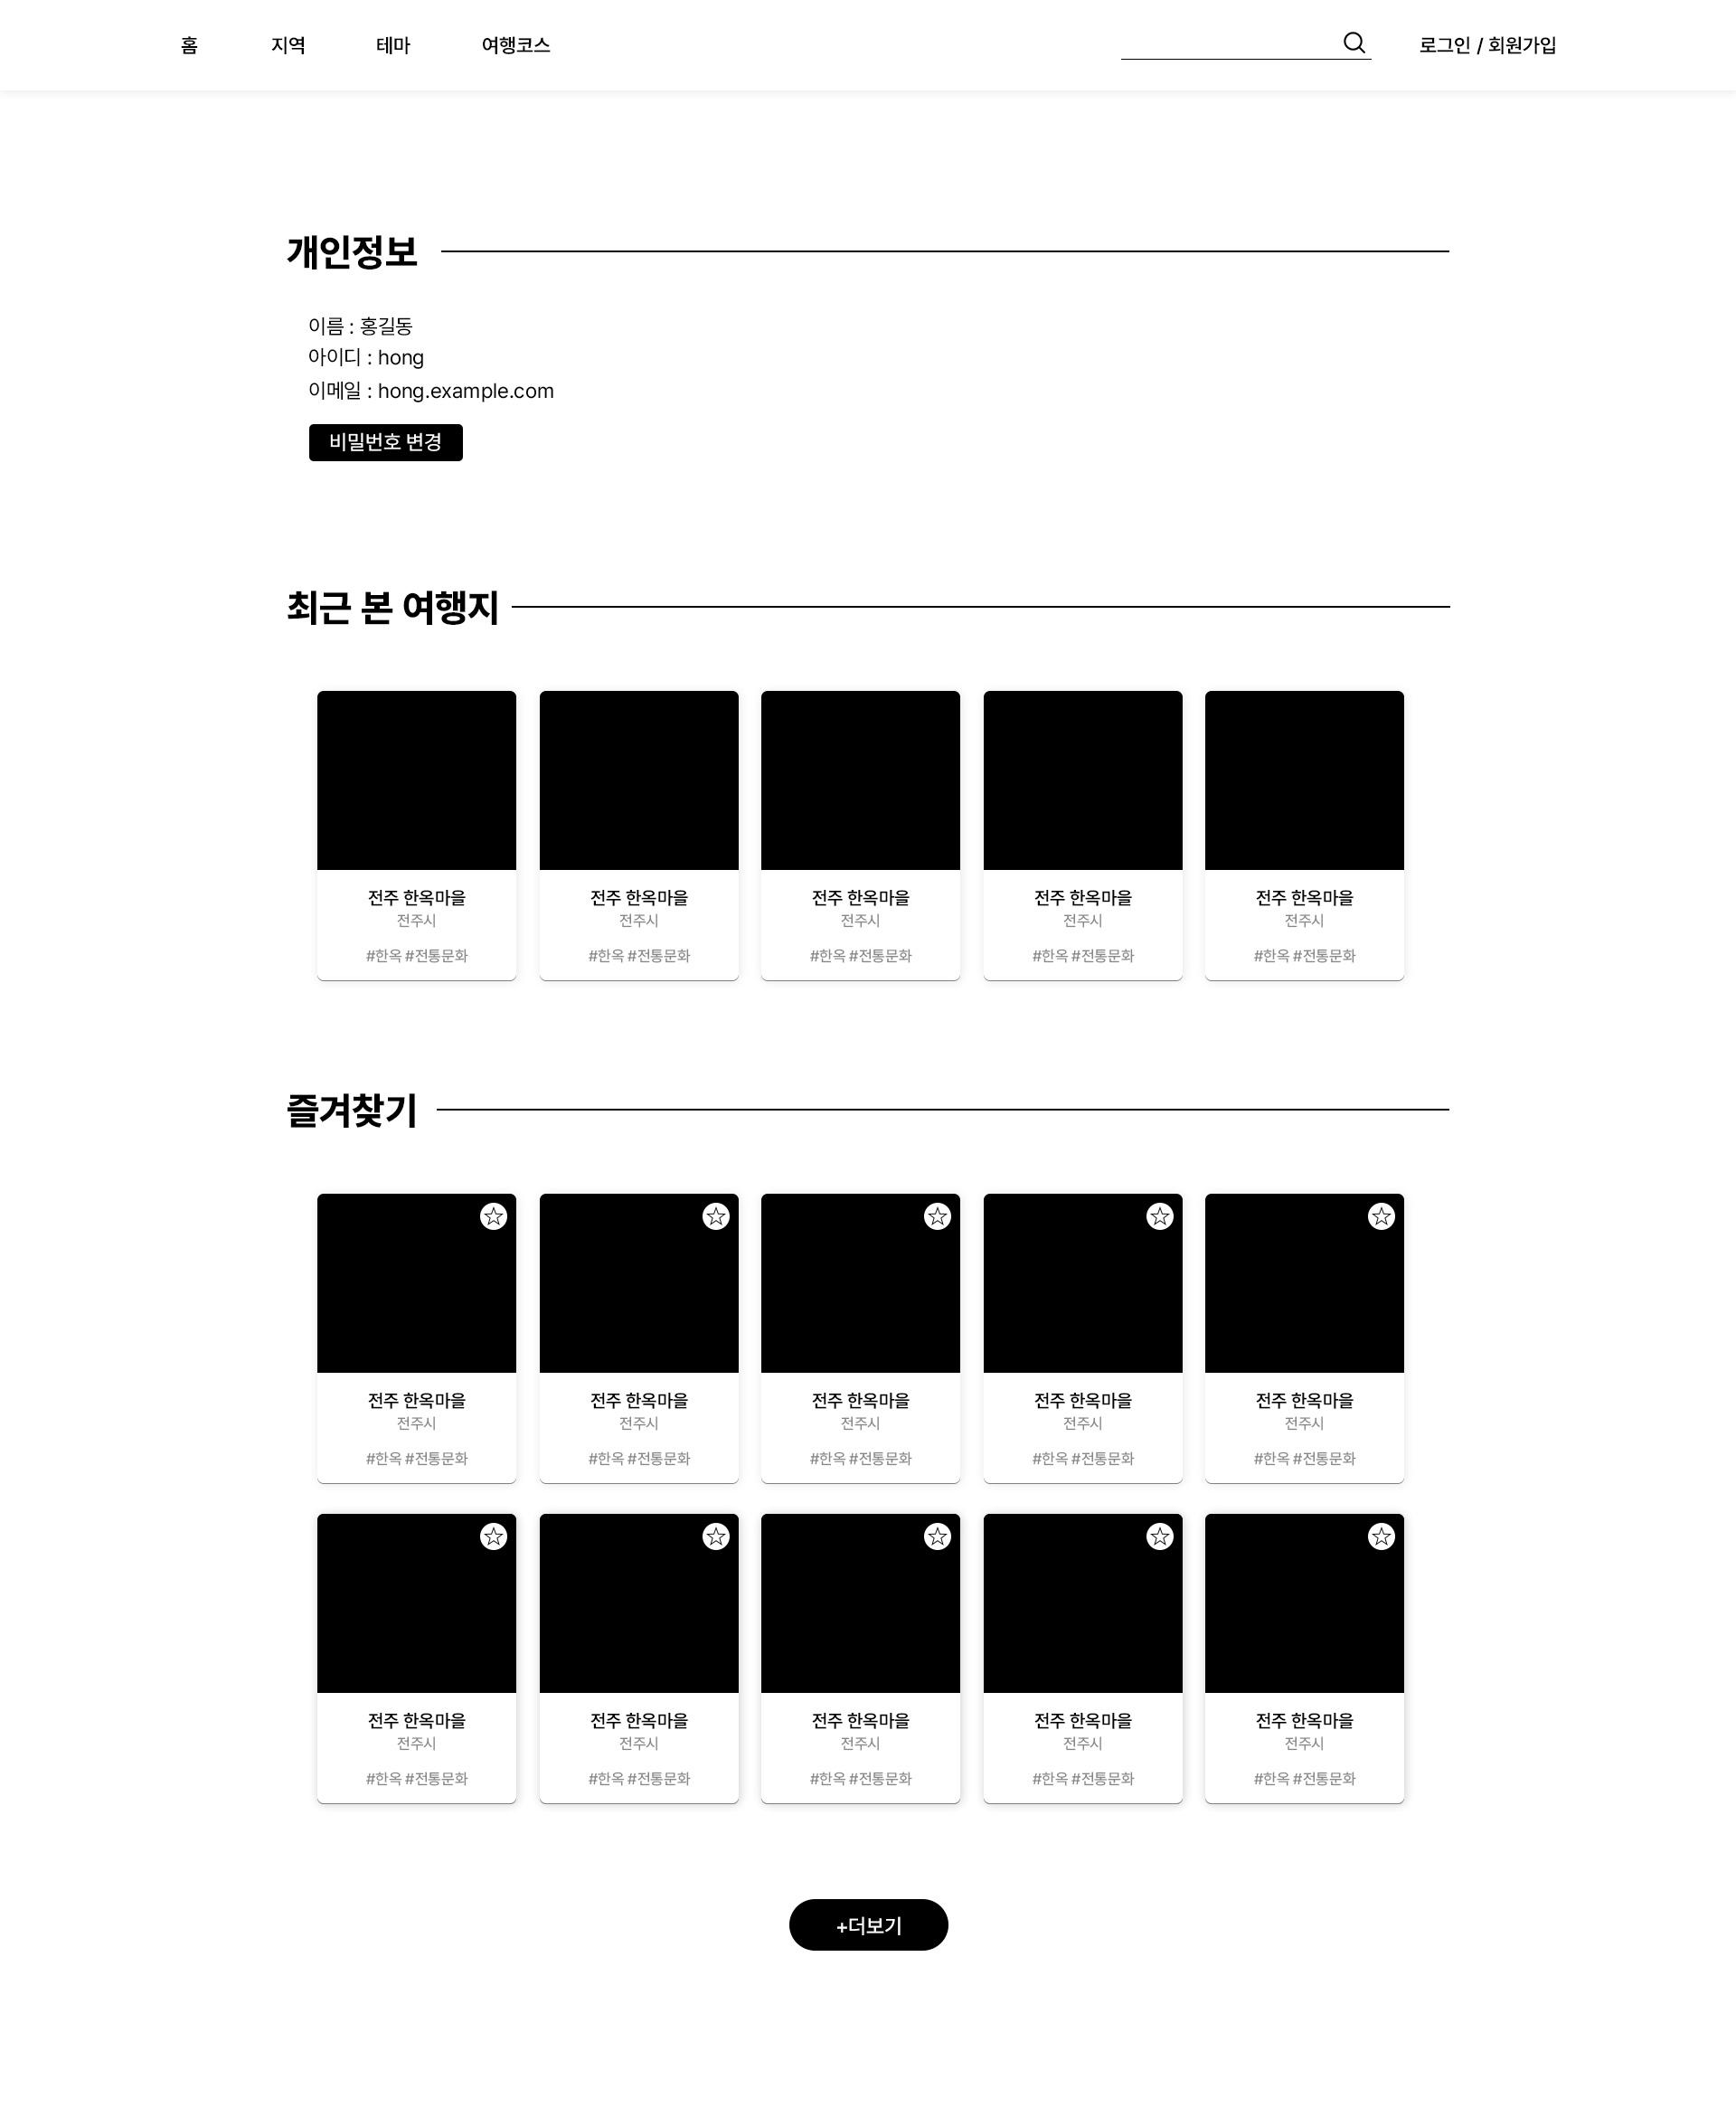 홈 지역 테마 여행코스 로그인 / 회원가입
개인정보
이름 : 홍길동
아이디 : hong
이메일 : hong.example.com
비밀번호 변경
최근 본 여행지
전주 한옥마을 전주 한옥마을 전주 한옥마을 전주 한옥마을 전주 한옥마을
전주시 전주시 전주시 전주시 전주시
#한옥 #전통문화 #한옥 #전통문화 #한옥 #전통문화 #한옥 #전통문화 #한옥 #전통문화
즐겨찾기
전주 한옥마을 전주 한옥마을 전주 한옥마을 전주 한옥마을 전주 한옥마을
전주시 전주시 전주시 전주시 전주시
#한옥 #전통문화 #한옥 #전통문화 #한옥 #전통문화 #한옥 #전통문화 #한옥 #전통문화
전주 한옥마을 전주 한옥마을 전주 한옥마을 전주 한옥마을 전주 한옥마을
전주시 전주시 전주시 전주시 전주시
#한옥 #전통문화 #한옥 #전통문화 #한옥 #전통문화 #한옥 #전통문화 #한옥 #전통문화
+더보기